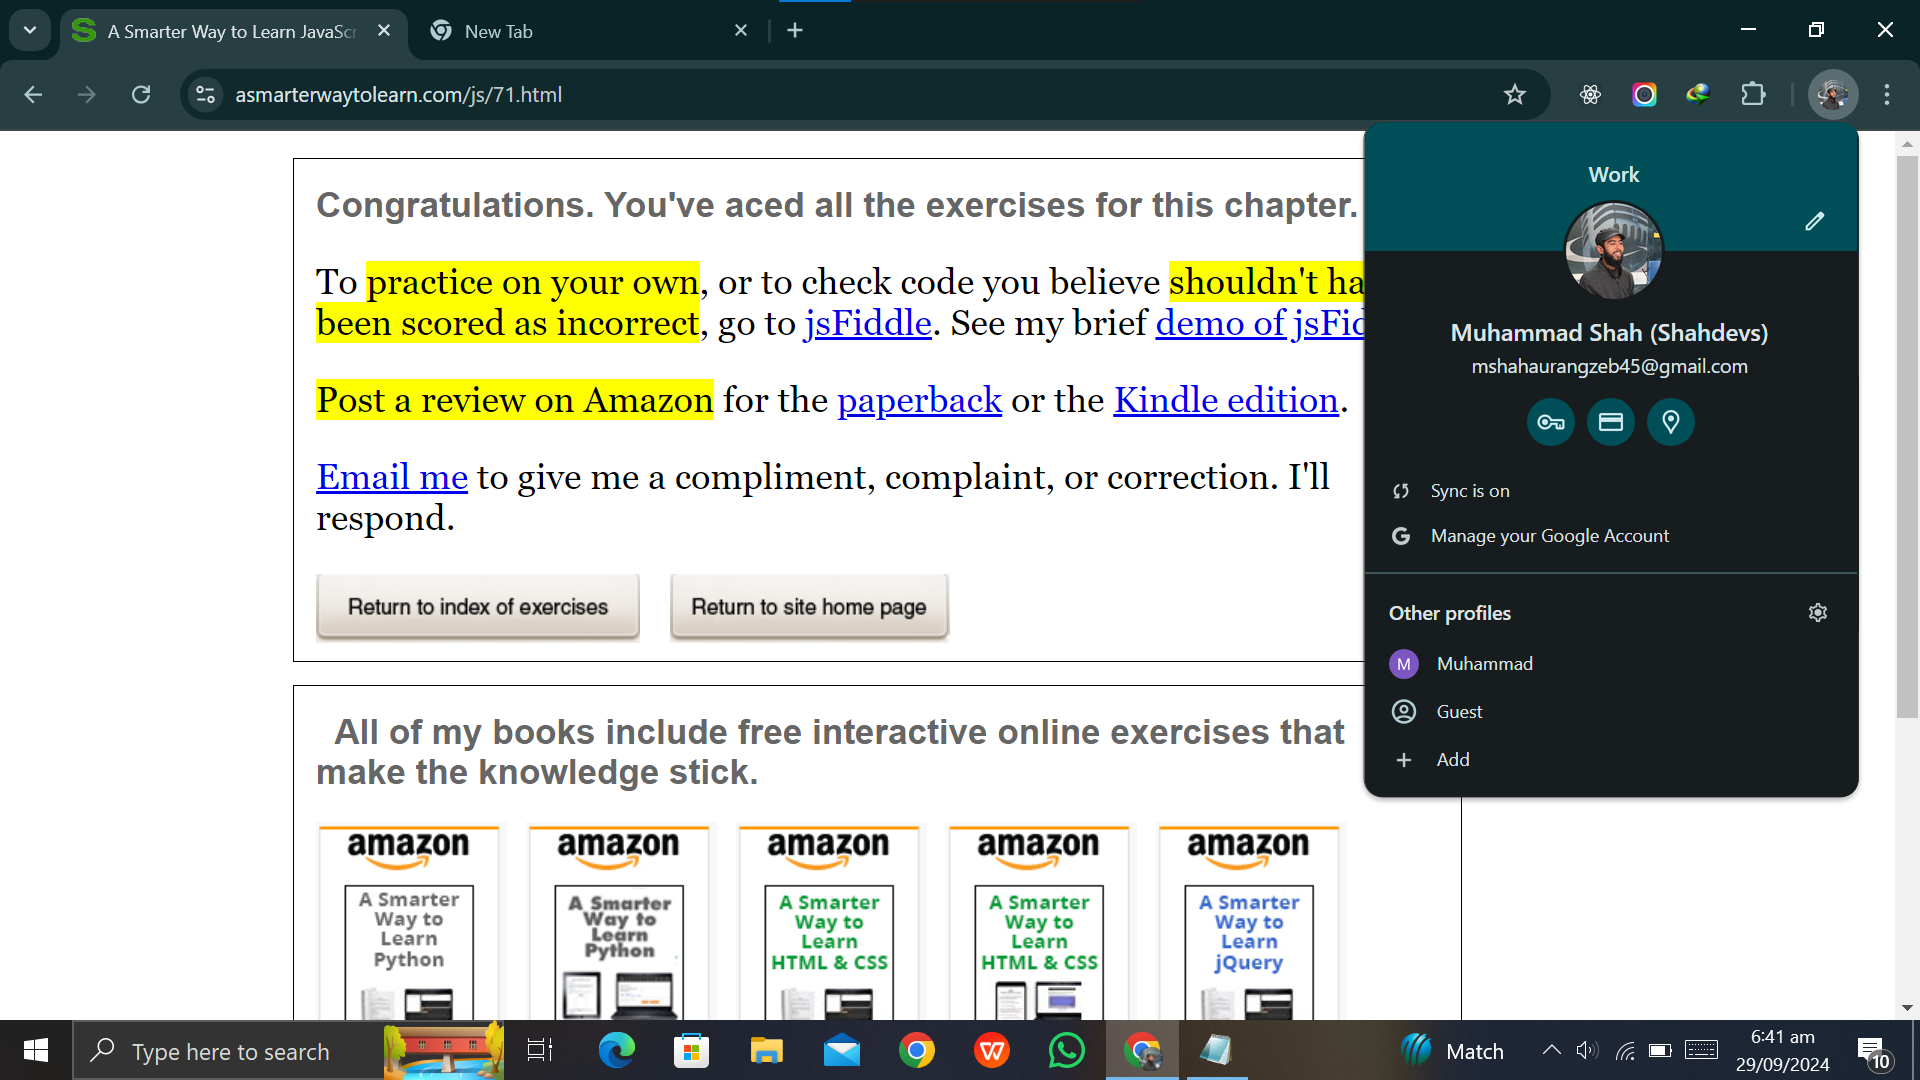 A Smarter Way to Learn JavaScr
New Tab
asmarterwaytolearn.com/js/71.html
Congratulations. You've aced all the exercises for this chapter.
To practice on your own, or to check code you believe shouldn't ha
been scored as incorrect, go to jsFiddle. See my brief demo of jsFid
Post a review on Amazon for the paperback or the Kindle edition.
Email me to give me a compliment, complaint, or correction. I'll
respond.
Return to index of exercises
Return to site home page
Work
Muhammad Shah (Shahdevs)
mshahaurangzeb45@gmail.com
Sync is on
G
Manage your Google Account
Other profiles
M
Muhammad
Guest
Add
All of my books include free interactive online exercises that
make the knowledge stick.
amazon
A Smarter
Way to
Learn
Python
amazon
A Smarter
Way to
Learn
Python
amazon
A Smarter
Way to
Learn
HTML & CSS
amazon
A Smarter
Way to
Learn
HTML & CSS
amazon
A Smarter
Way to
Learn
jQuery
Type here to search
W
Match
6:41 am
29/09/2024
10